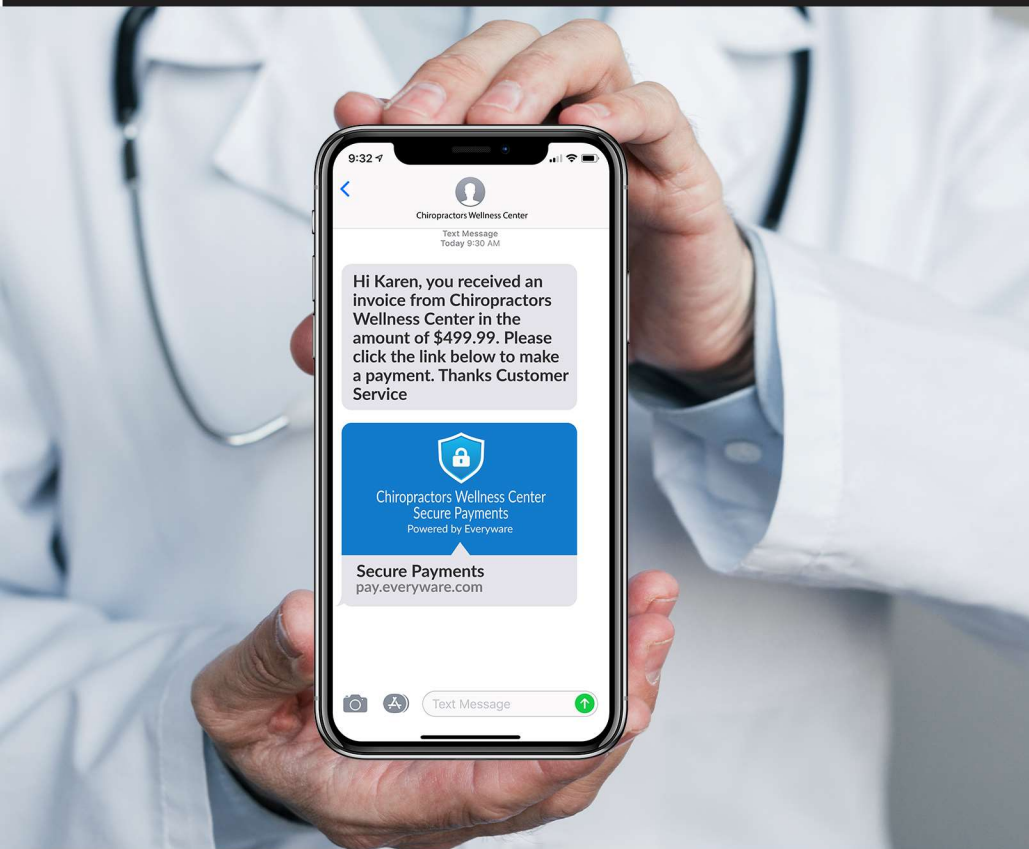 9:32
Chiropractors Wellness Center
Text Message
Today 9:30 AM
Hi Karen, you received an
invoice from Chiropractors
Wellness Center in the
amount of $499.99. Please
click the link below to make
a payment. Thanks Customer
Service
Chiropractors Wellness Center
Secure Payments
Powered by Everyware
Secure Payments
pay.everyware.com
Text Message